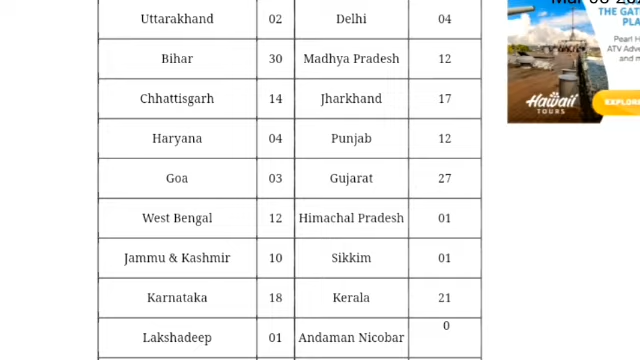 Uttarakhand 02 Delhi 04
Bihar 30 Madhya Pradesh 12
Chhattisgarh 14 Jharkhand 17
Haryana 04 Punjab 12
Goa 03 Gujarat 27
West Bengal 12 Himachal Pradesh 01
Jammu & Kashmir 10 Sikkim 01
Karnataka 18 Kerala 21
Lakshadeep 01 Andaman Nicobar 0
THE GAT
PLA
Pearl H
ATV Adve
and m
Hawaii
TOURS
EXPLOR